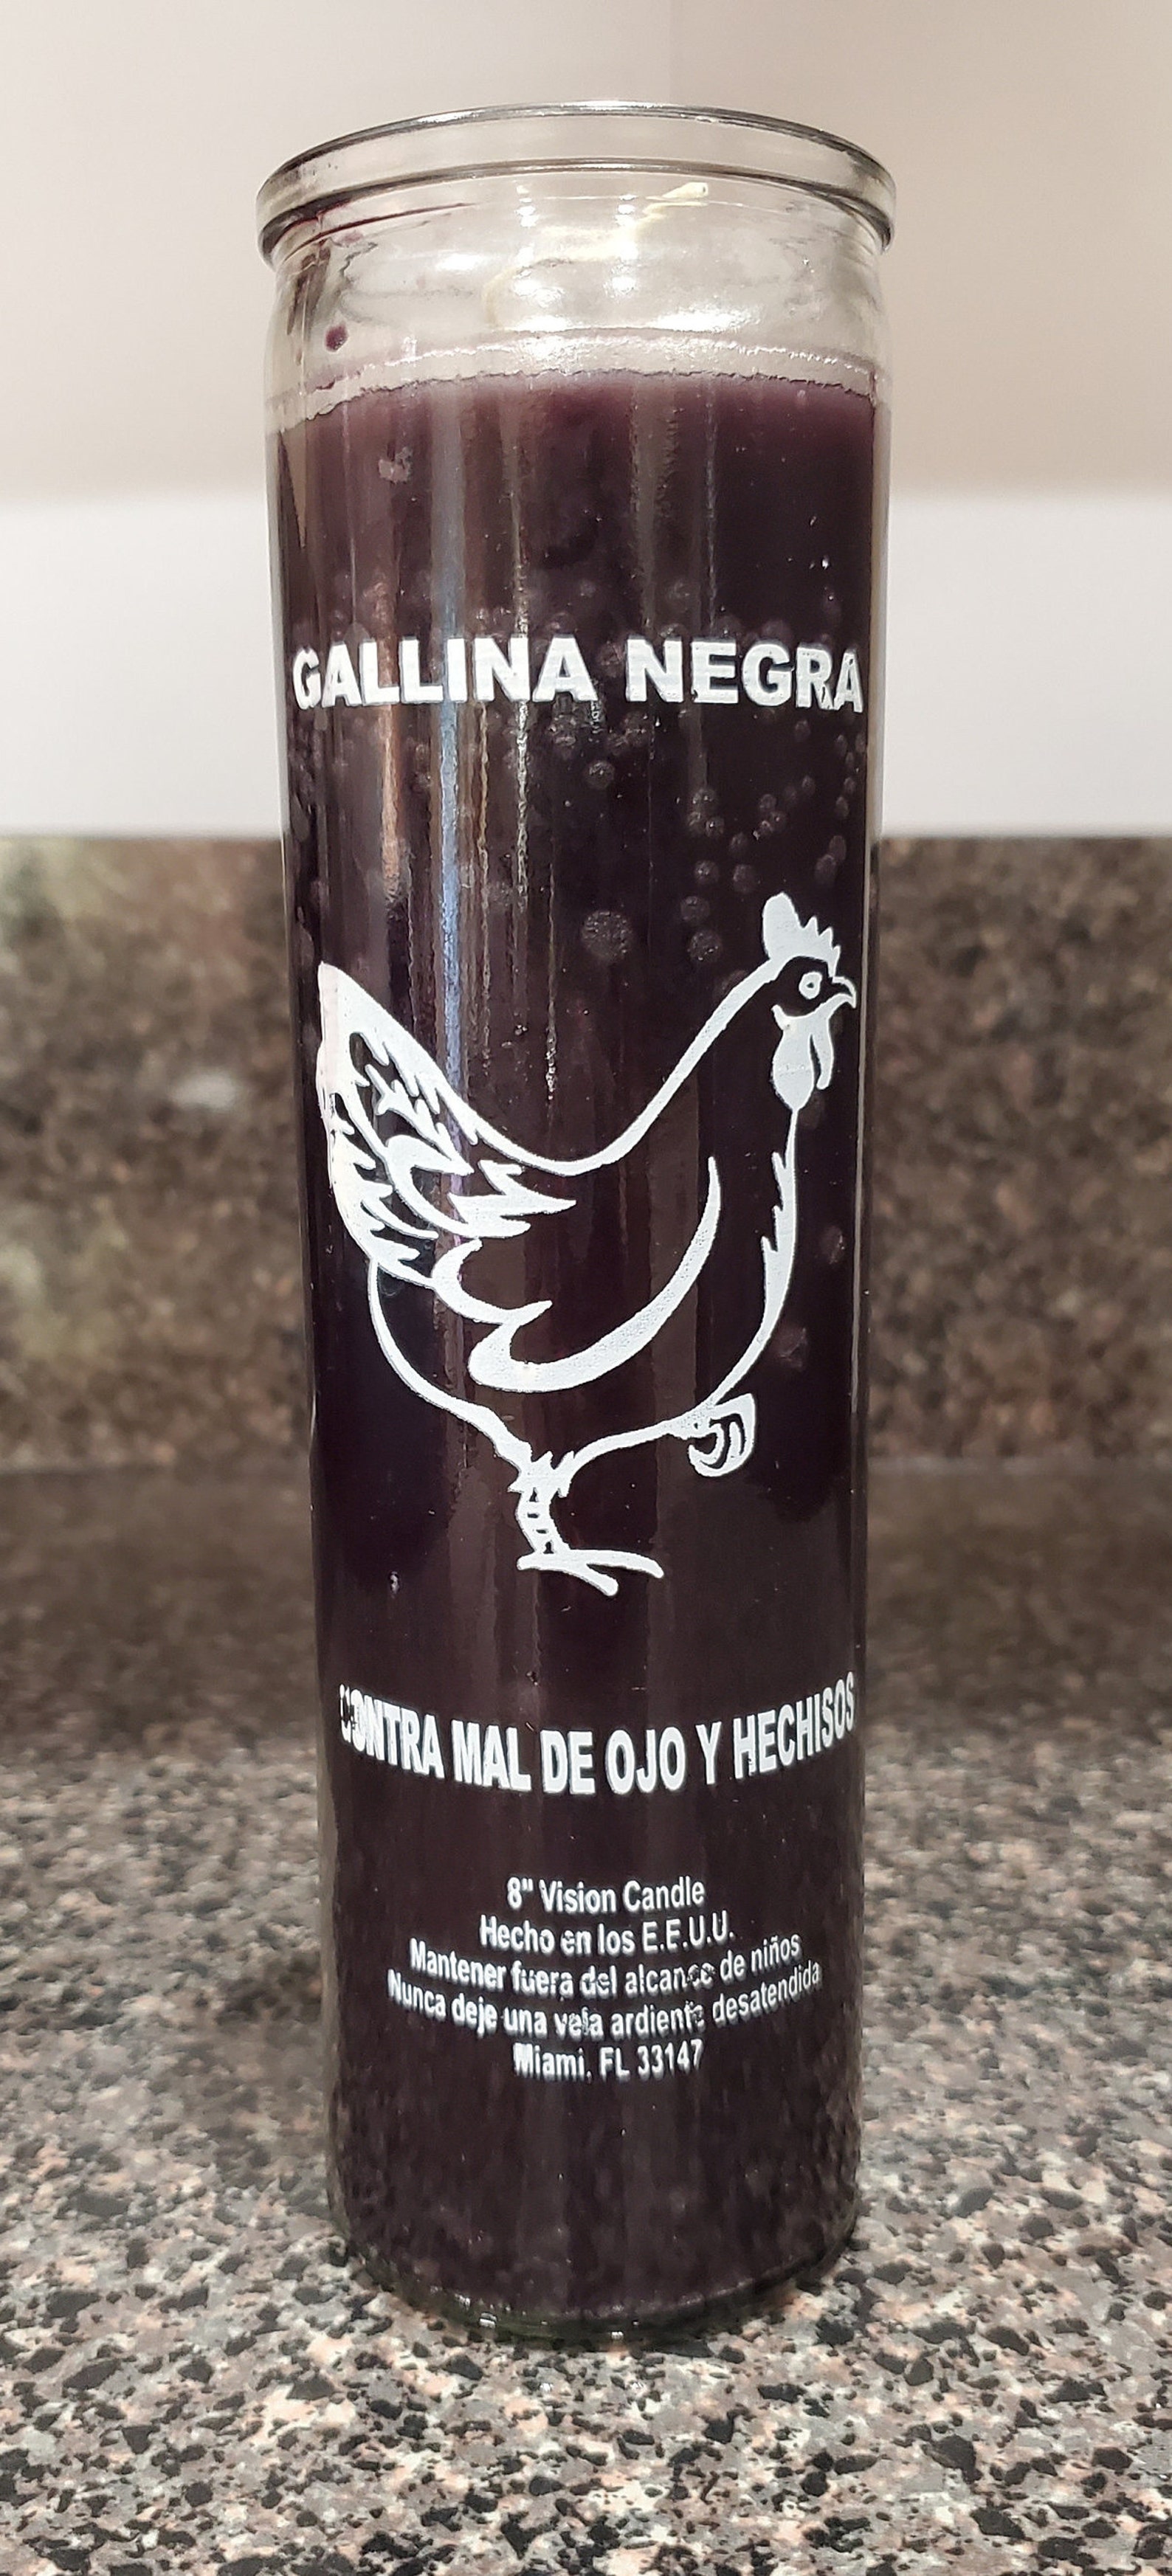 GALLINA NEGRA
CONTRA MAL DE OJO Y HECHISOS
8" Vision Candle
Hecho en los E.E.U.U.
Mantener fuera del alcance de niños
Nunca deje una vela ardiente desatendida
Miami, FL 33147